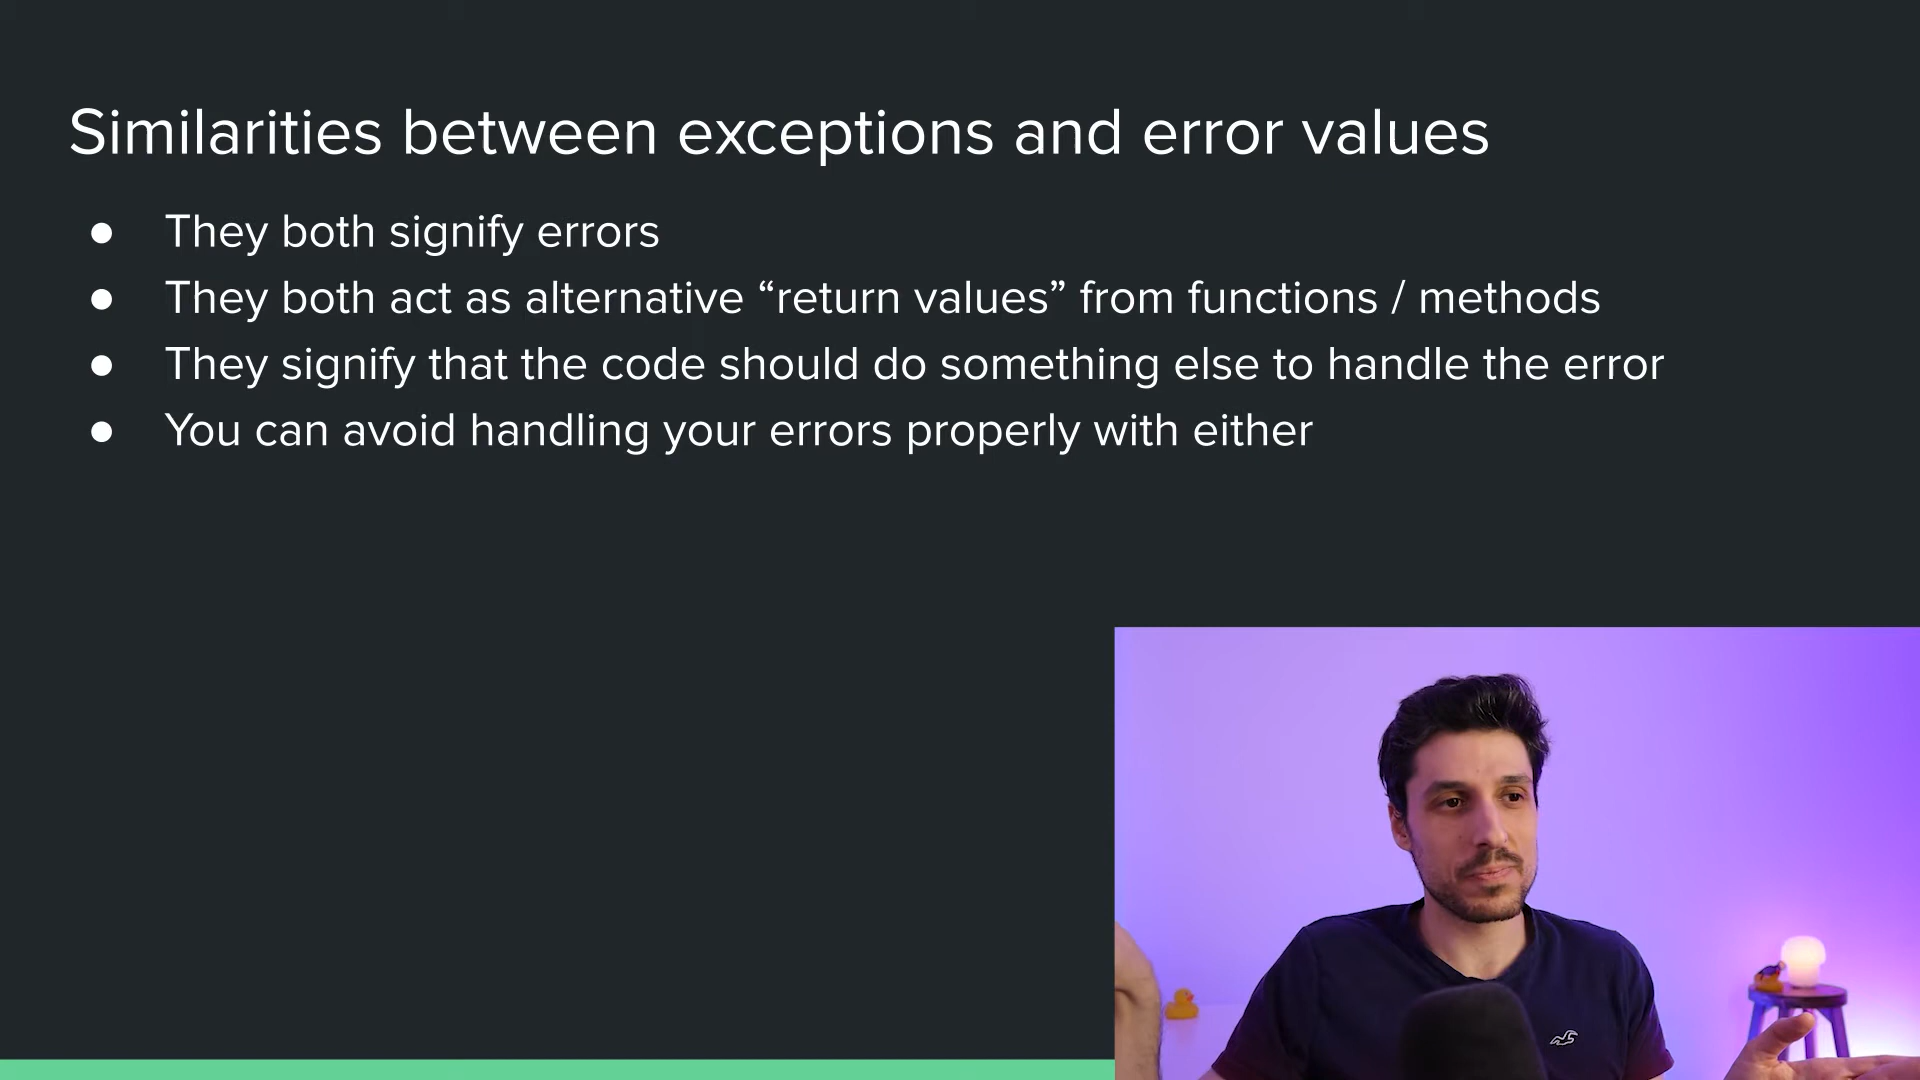 Similarities between exceptions and error values
● They both signify errors
● They both act as alternative “return values” from functions / methods
● They signify that the code should do something else to handle the error
● You can avoid handling your errors properly with either